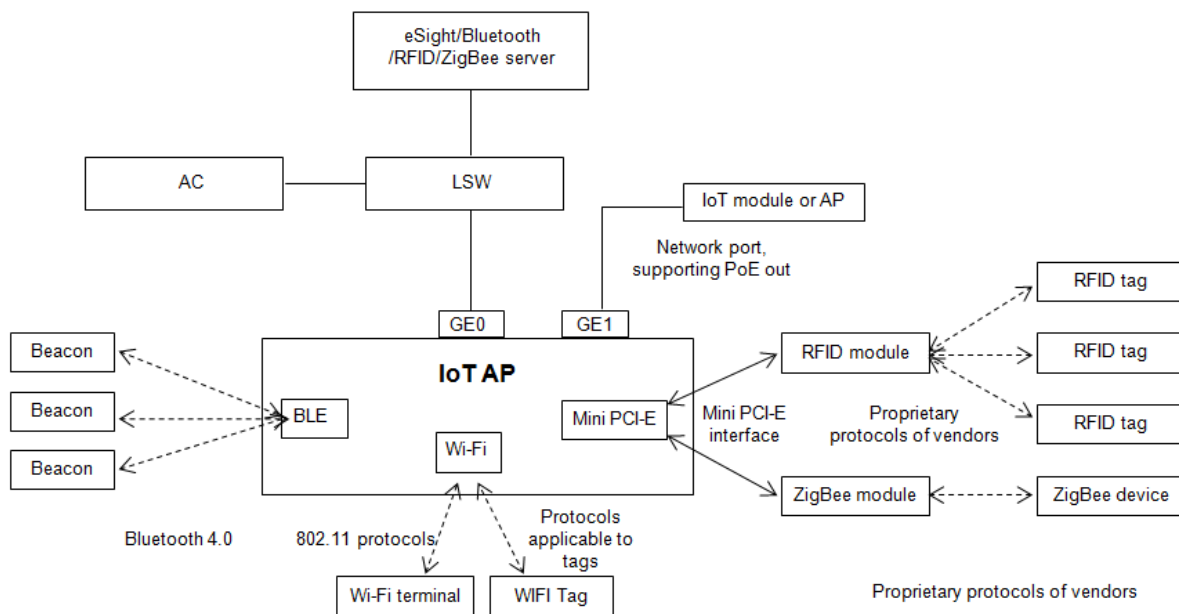 eSight/Bluetooth
/RFID/ZigBee server
AC
LSW
IoT module or AP
Network port,
supporting PoE out
RFID tag
GE0
GE1
Beacon
RFID module
RFID tag
IoT AP
Beacon
BLE
Mini PCI-E
Mini PCI-E
interface
Proprietary
protocols of vendors
RFID tag
Wi-Fi
Beacon
ZigBee module
ZigBee device
Bluetooth 4.0
802.11 protocols
Protocols
applicable to
tags
Wi-Fi terminal
WIFI Tag
Proprietary protocols of vendors